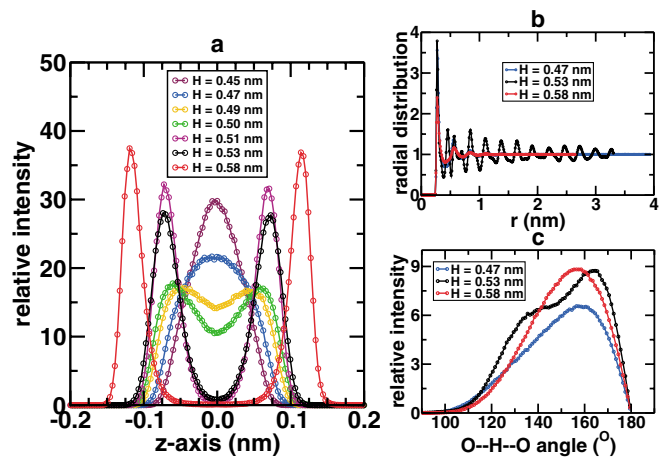 a
relative intensity
50
40
30
20
10
0
H = 0.45 nm
H = 0.47 nm
H = 0.49 nm
H = 0.50 nm
H = 0.51 nm
H = 0.53 nm
H = 0.58 nm
-0.2 -0.1 0.0 0.1 0.2
z-axis (nm)
b
radial distribution
4
3
2
1
0
H = 0.47 nm
H = 0.53 nm
H = 0.58 nm
0 1 2 3 4
r (nm)
c
relative intensity
9
6
3
0
H = 0.47 nm
H = 0.53 nm
H = 0.58 nm
100 120 140 160 180
O--H--O angle (O)